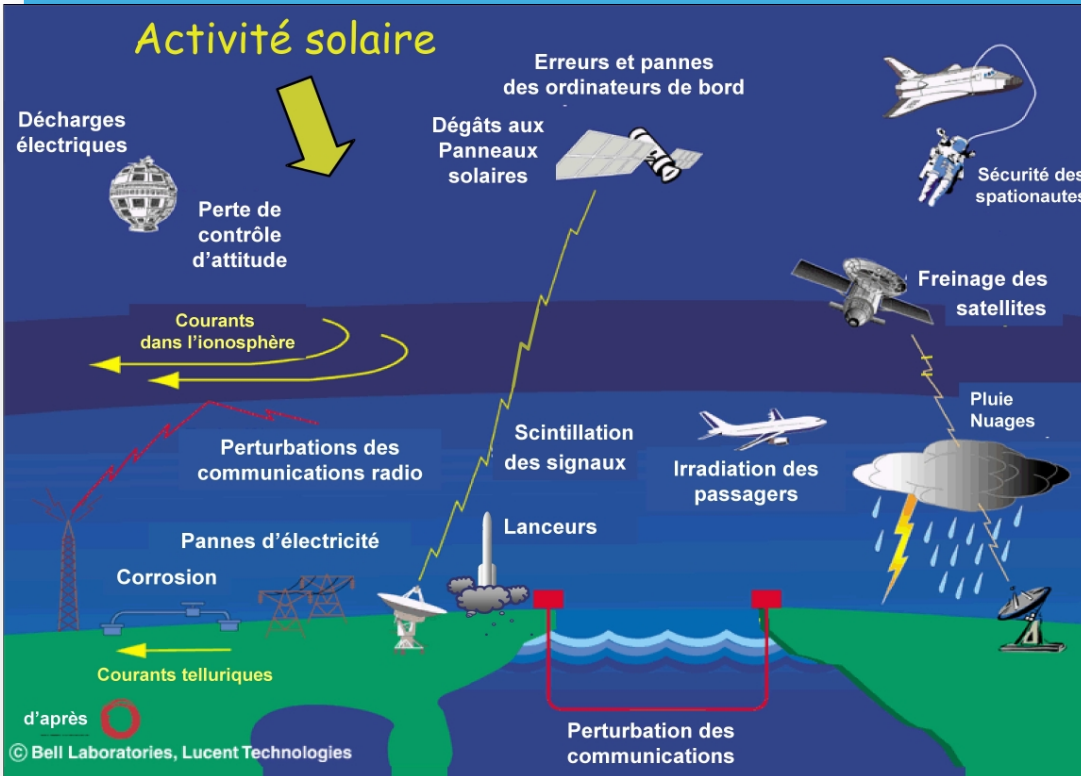 Activité solaire
Erreurs et pannes
des ordinateurs de bord
Décharges
électriques
Dégâts aux
Panneaux
solaires
Sécurité des
spationautes
Perte de
contrôle
d'attitude
Freinage des
satellites
Courants
dans l'ionosphère
Pluie
Nuages
Perturbations des
communications radio
Scintillation
des signaux
Irradiation des
passagers
Lanceurs
Pannes d'électricité
Corrosion
Courants telluriques
d'après
© Bell Laboratories, Lucent Technologies
Perturbation des
communications